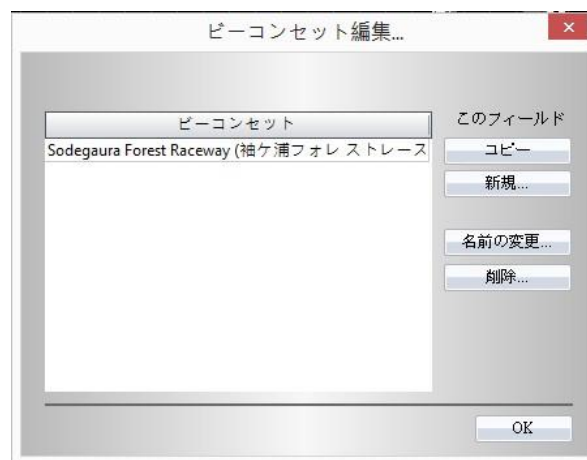 ビーコンセット編集...
ビーコンセット
Sodegaura Forest Raceway (袖ケ浦フォレ ストレース
このフィールド
コピー
新規...
名前の変更...
削除...
OK